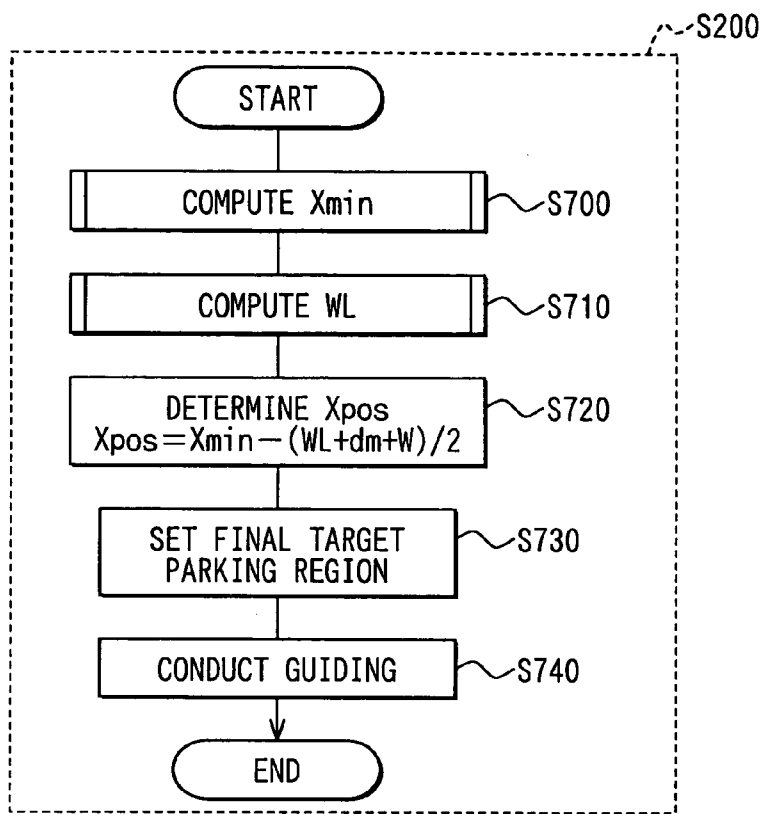 S200
START
COMPUTE Xmin
S700
COMPUTE WL
S710
DETERMINE Xpos
Xpos=Xmin-(WL+dm+W)/2
S720
SET FINAL TARGET
PARKING REGION
S730
CONDUCT GUIDING
S740
END